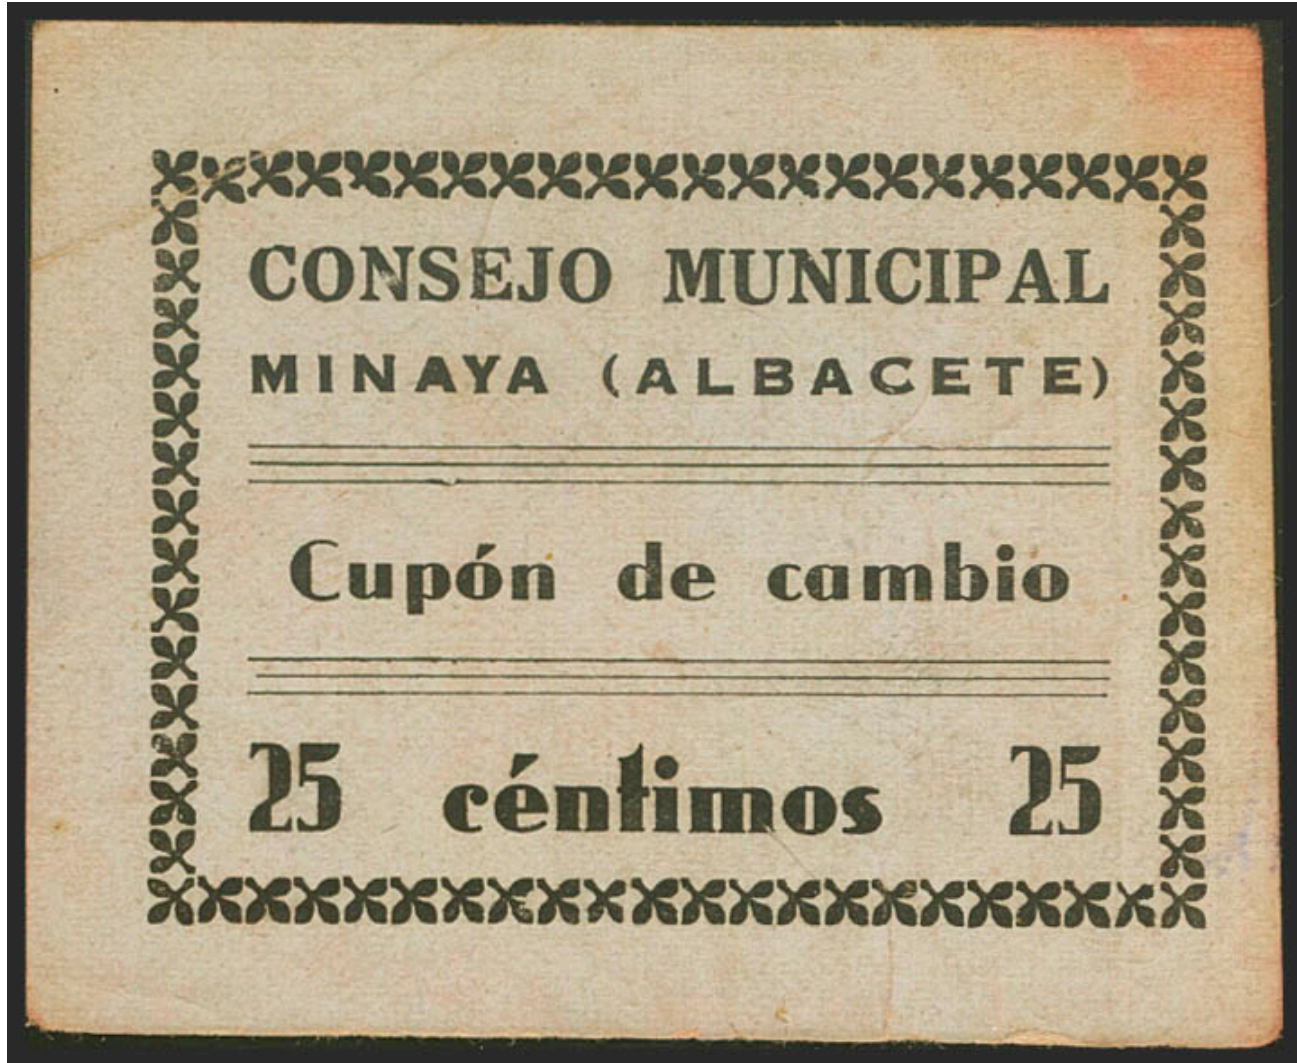 CONSEJO MUNICIPAL
MINAYA (ALBACETE)
Cupón de cambio
25 céntimos 25